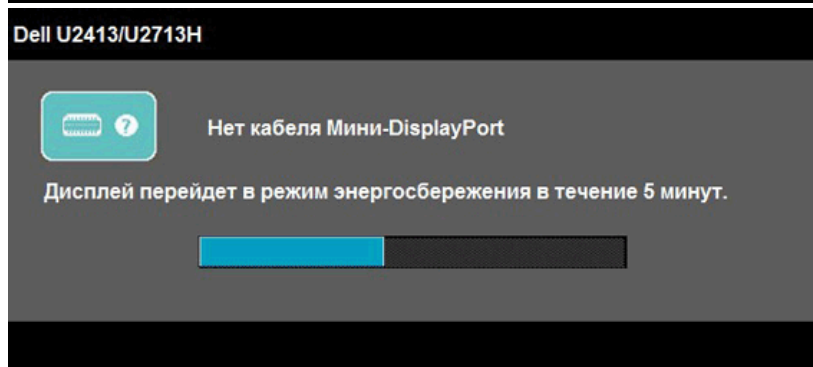 Dell U2413/U2713H
?
Нет кабеля Мини-DisplayPort
Дисплей перейдет в режим энергосбережения в течение 5 минут.